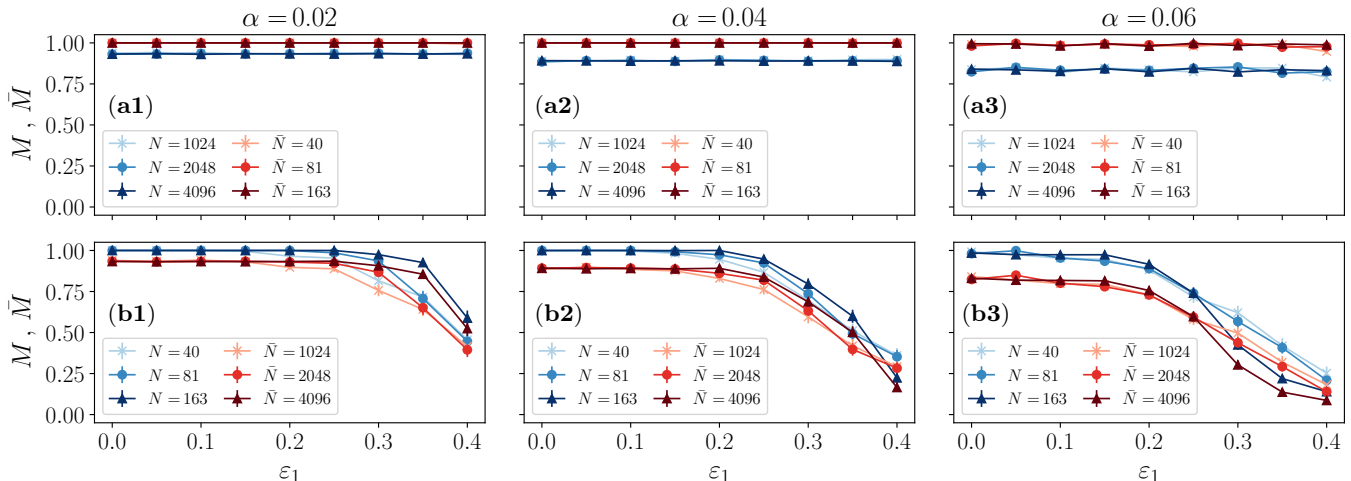 α = 0.02
α = 0.04
α = 0.06
M , M̄
1.00
0.75
0.50
0.25
0.00
(a1)
N = 1024 N̄ = 40
N = 2048 N̄ = 81
N = 4096 N̄ = 163
(a2)
N = 1024 N̄ = 40
N = 2048 N̄ = 81
N = 4096 N̄ = 163
(a3)
N = 1024 N̄ = 40
N = 2048 N̄ = 81
N = 4096 N̄ = 163
M , M̄
1.00
0.75
0.50
0.25
0.00
(b1)
N = 40 N̄ = 1024
N = 81 N̄ = 2048
N = 163 N̄ = 4096
(b2)
N = 40 N̄ = 1024
N = 81 N̄ = 2048
N = 163 N̄ = 4096
(b3)
N = 40 N̄ = 1024
N = 81 N̄ = 2048
N = 163 N̄ = 4096
0.0 0.1 0.2 0.3 0.4
0.0 0.1 0.2 0.3 0.4
0.0 0.1 0.2 0.3 0.4
ε₁
ε₁
ε₁